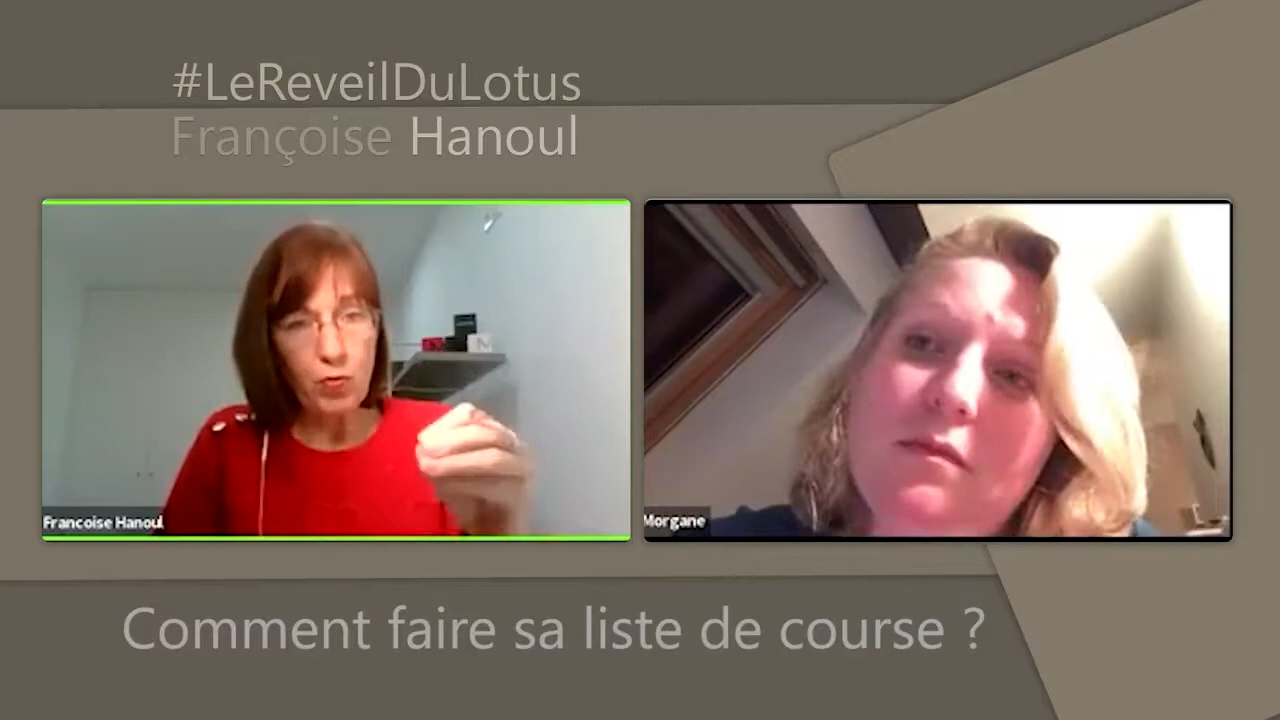 #LeReveilDuLotus
Françoise Hanoul
Francoise Hanoul
Morgane
Comment faire sa liste de course ?